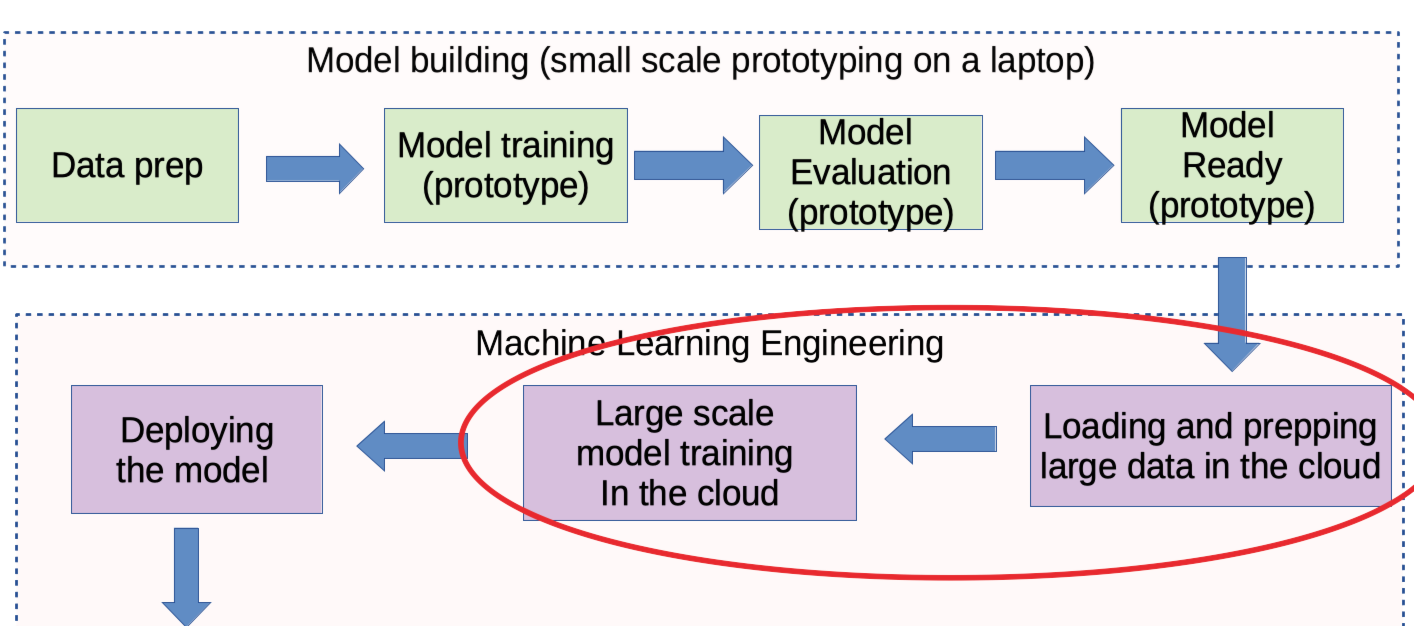 Model building (small scale prototyping on a laptop)
Data prep
Model training
(prototype)
Model
Evaluation
(prototype)
Model
Ready
(prototype)
Machine Learning Engineering
Loading and prepping
large data in the cloud
Large scale
model training
In the cloud
Deploying
the model